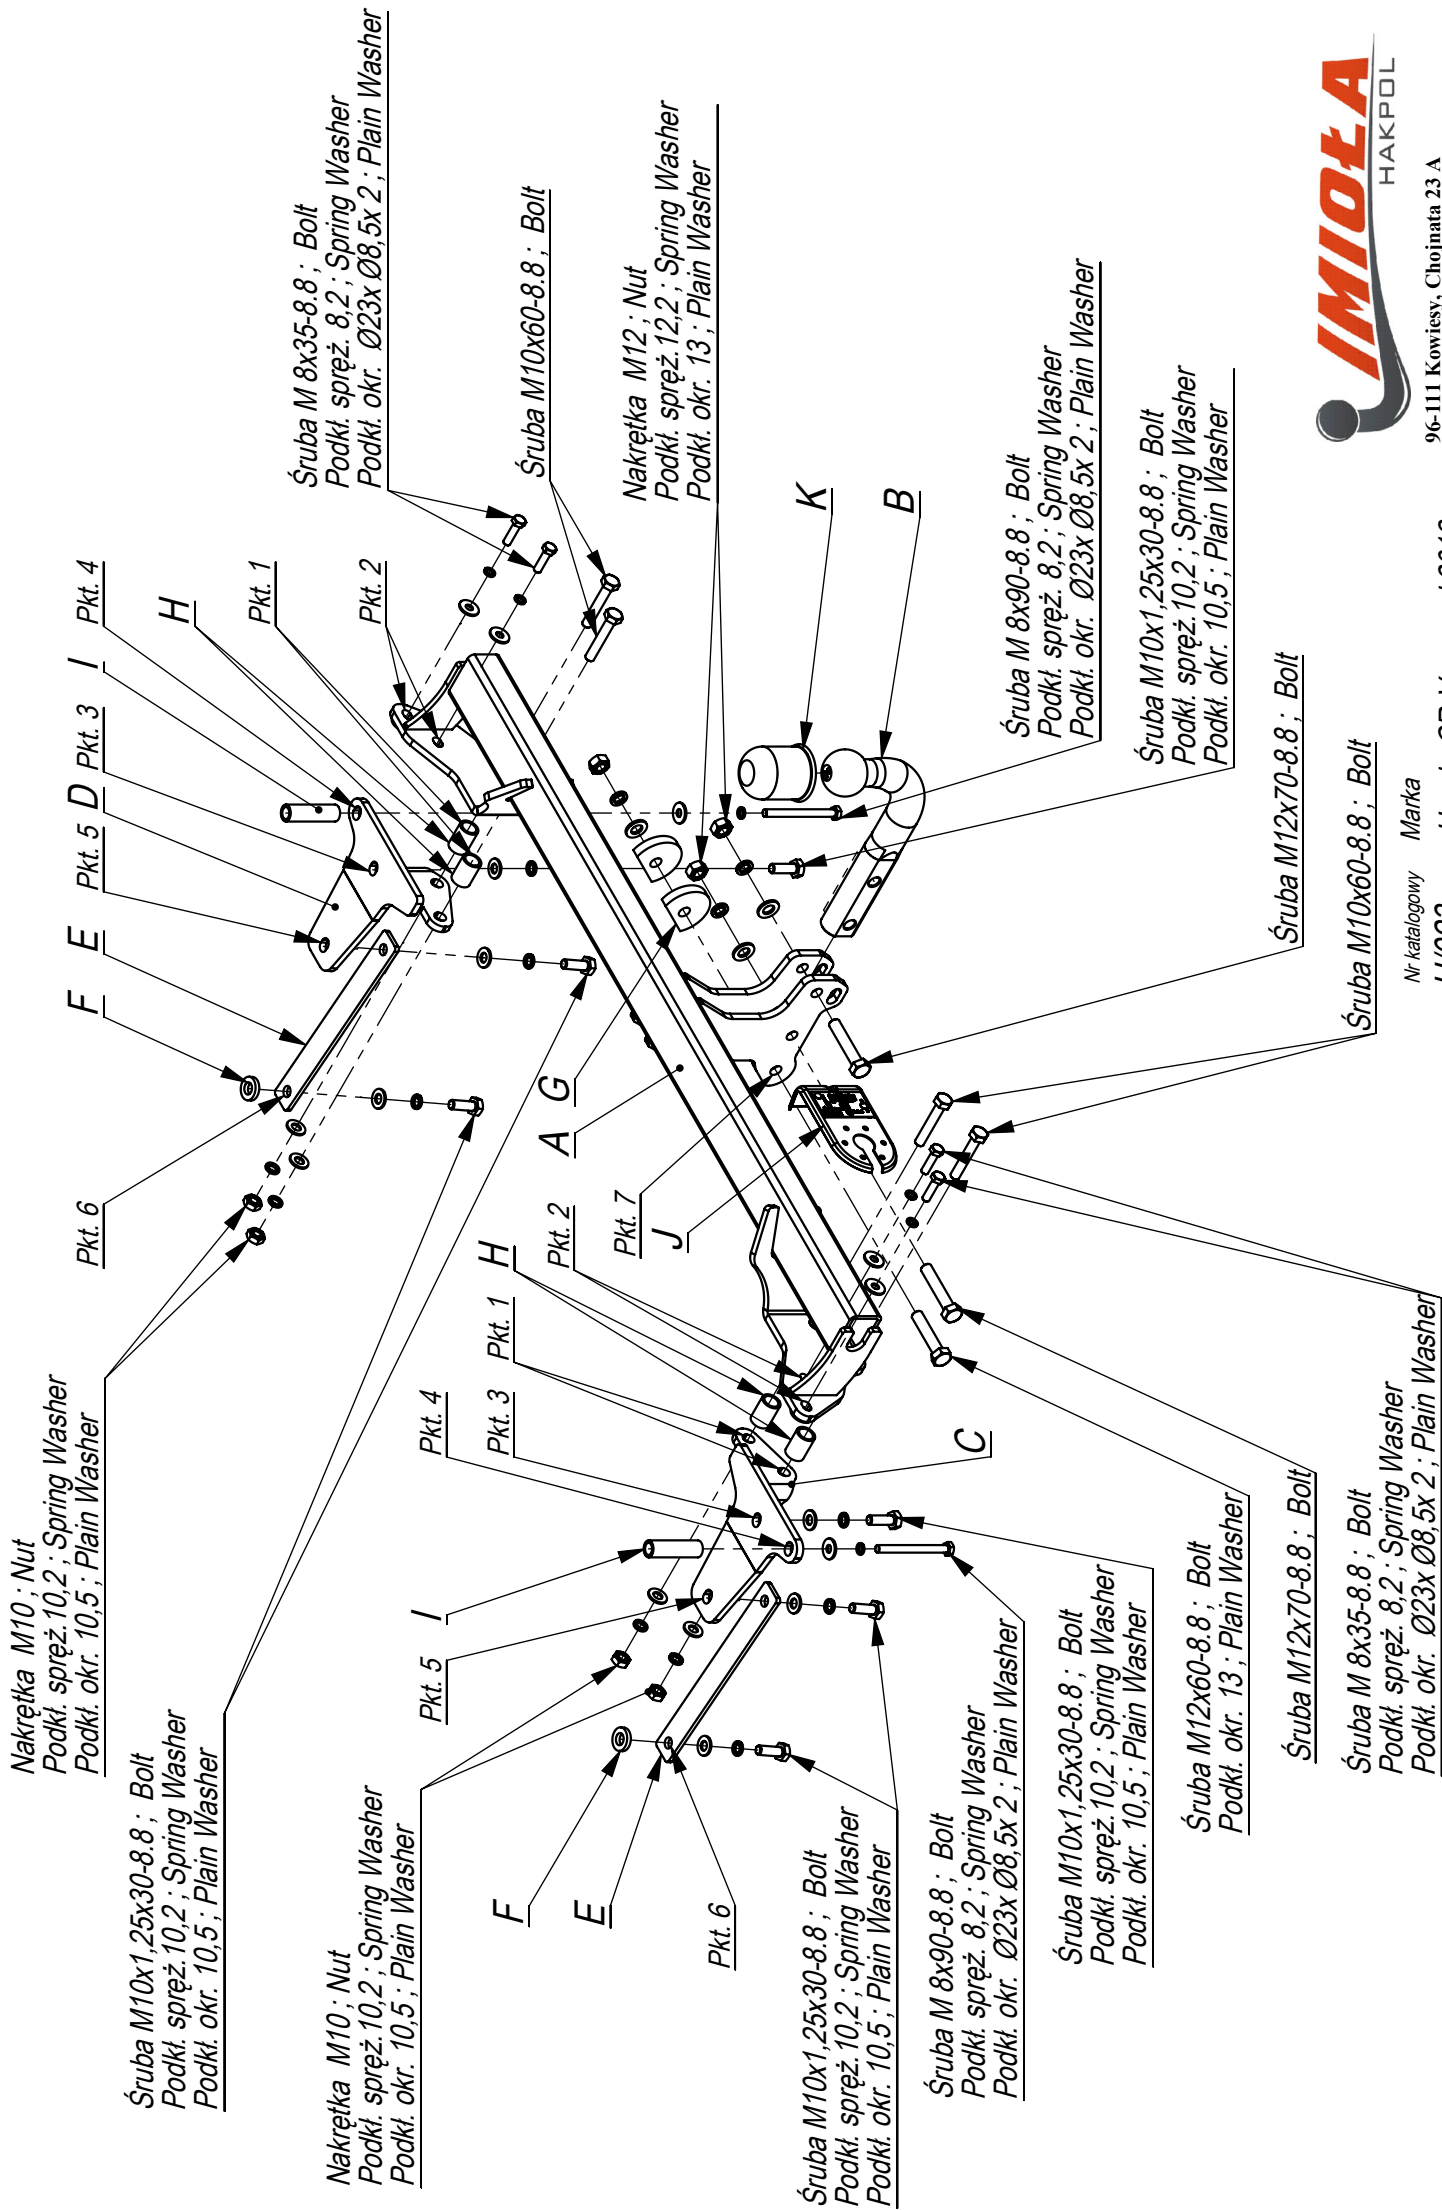 Nakrętka M10 ; Nut
Podkł. spręż.10,2 ; Spring Washer
Podkł. okr. 10,5 ; Plain Washer
Śruba M10x1,25x30-8.8 ; Bolt
Podkł. spręż.10,2 ; Spring Washer
Podkł. okr. 10,5 ; Plain Washer
Nakrętka M10 ; Nut
Podkł. spręż.10,2 ; Spring Washer
Podkł. okr. 10,5 ; Plain Washer
Pkt. 6
F
E
Pkt. 5
D
Pkt. 3
I
Pkt. 4
H
Pkt. 1
Pkt. 2
Śruba M 8x35-8.8 ; Bolt
Podkł. spręż. 8,2 ; Spring Washer
Podkł. okr. Ø23x Ø8,5x 2 ; Plain Washer
Śruba M10x60-8.8 ; Bolt
Nakrętka M12 ; Nut
Podkł. spręż.12,2 ; Spring Washer
Podkł. okr. 13 ; Plain Washer
K
B
Śruba M 8x90-8.8 ; Bolt
Podkł. spręż. 8,2 ; Spring Washer
Podkł. okr. Ø23x Ø8,5x 2 ; Plain Washer
Śruba M10x1,25x30-8.8 ; Bolt
Podkł. spręż.10,2 ; Spring Washer
Podkł. okr. 10,5 ; Plain Washer
Śruba M12x70-8.8 ; Bolt
Śruba M10x60-8.8 ; Bolt
G
A
Pkt. 7
J
Pkt. 2
H
Pkt. 1
Pkt. 3
Pkt. 4
I
Pkt. 5
C
F
E
Pkt. 6
Śruba M10x1,25x30-8.8 ; Bolt
Podkł. spręż.10,2 ; Spring Washer
Podkł. okr. 10,5 ; Plain Washer
Śruba M 8x90-8.8 ; Bolt
Podkł. spręż. 8,2 ; Spring Washer
Podkł. okr. Ø23x Ø8,5x 2 ; Plain Washer
Śruba M10x1,25x30-8.8 ; Bolt
Podkł. spręż.10,2 ; Spring Washer
Podkł. okr. 10,5 ; Plain Washer
Śruba M12x60-8.8 ; Bolt
Podkł. okr. 13 ; Plain Washer
Śruba M12x70-8.8 ; Bolt
Śruba M 8x35-8.8 ; Bolt
Podkł. spręż. 8,2 ; Spring Washer
Podkł. okr. Ø23x Ø8,5x 2 ; Plain Washer
IMIOŁA
HAKPOL
96-111 Kowiesy, Chojnata 23 A
Nr katalogowy Marka